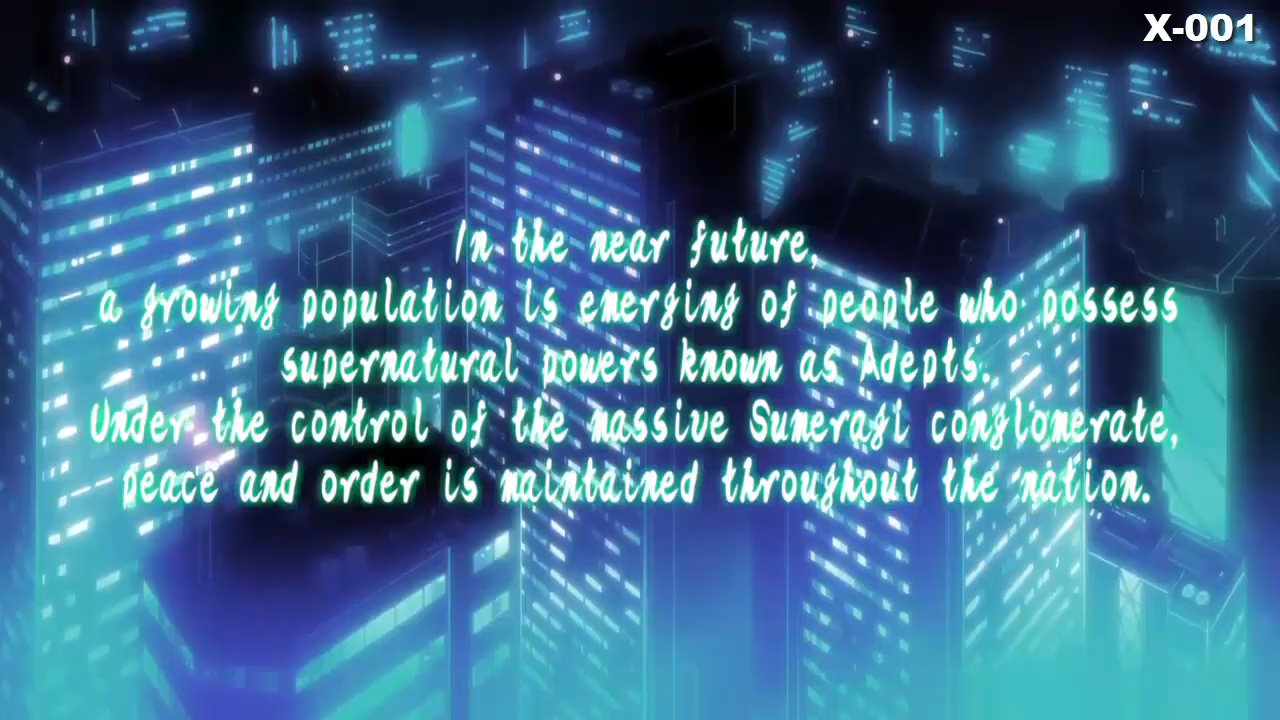 X-001
In the near future,
a growing population is emerging of people who possess
supernatural powers known as Adepts.
Under the control of the massive Sumeragi conglomerate,
peace and order is maintained throughout the nation.